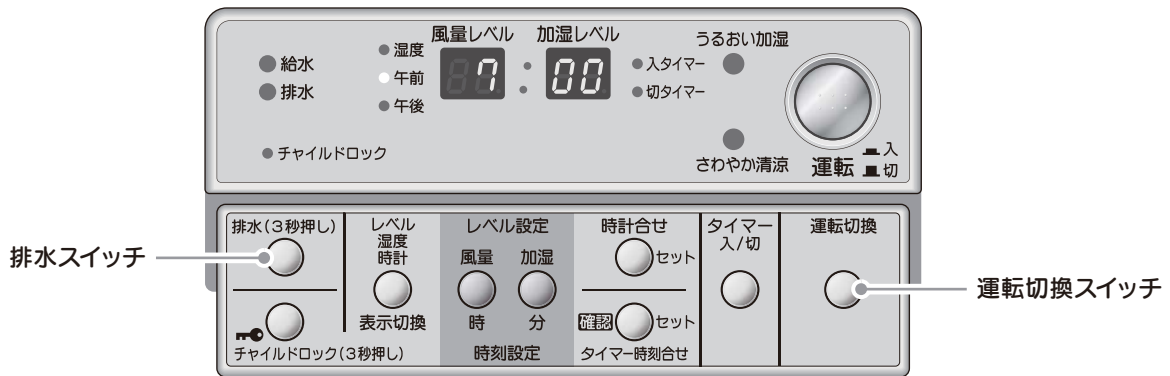 風量レベル 加湿レベル
うるおい加湿
給水
排水
湿度
午前
午後
7:00
入タイマー
切タイマー
チャイルドロック
さわやか清涼
運転
入
切
排水(3秒押し)
レベル
湿度
時計
レベル設定
風量 加湿
時計合せ
セット
タイマー
入/切
運転切換
排水スイッチ
運転切換スイッチ
表示切換
時 分
確認
セット
チャイルドロック(3秒押し)
時刻設定
タイマー時刻合せ